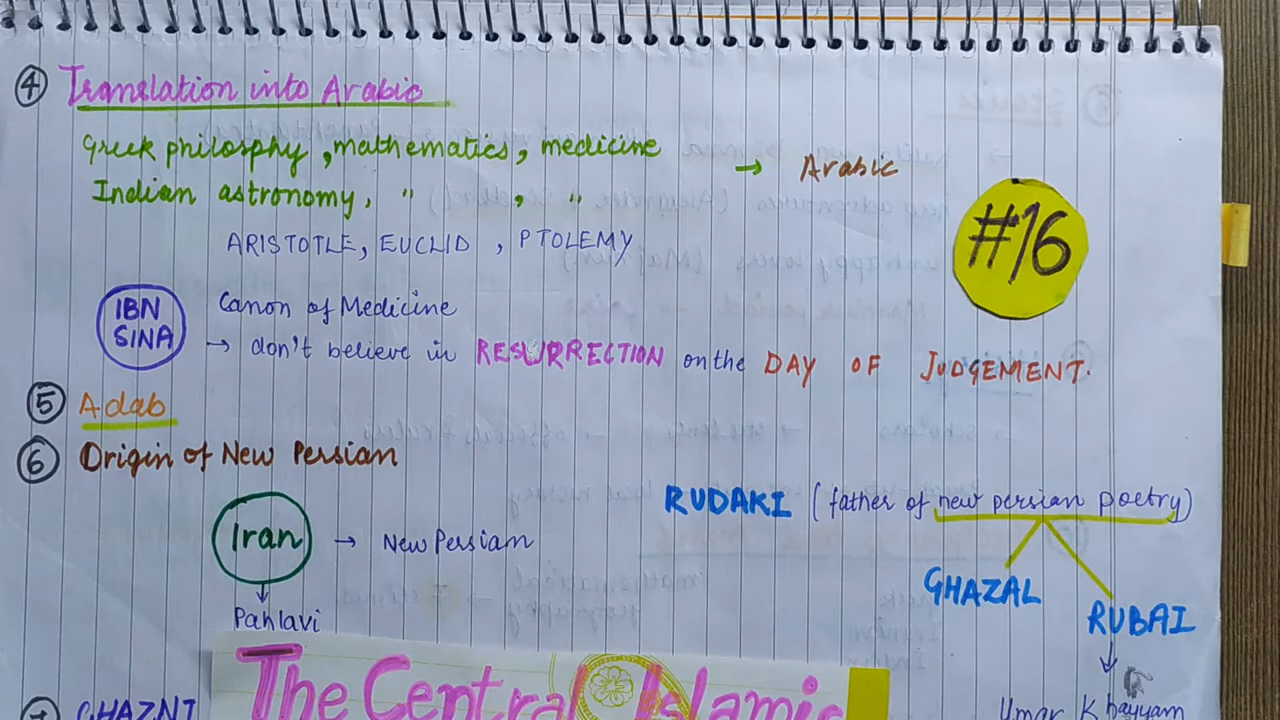 ④ Translation into Arabic
Greek philosphy, mathematics, medicine → Arabic
Indian astronomy, " , "
ARISTOTLE, EUCLID , PTOLEMY
#16
IBN SINA
Canon of Medicine
→ don't believe in RESURRECTION on the DAY OF JUDGEMENT.
⑤ Adab
⑥ Origin of New Persian
RUDAKI (father of new persian poetry)
Iran → New Persian
↓
Pahlavi
GHAZAL
RUBAI
↓
Umar Khayyam
The Central Islamic
⑦ GHAZNI